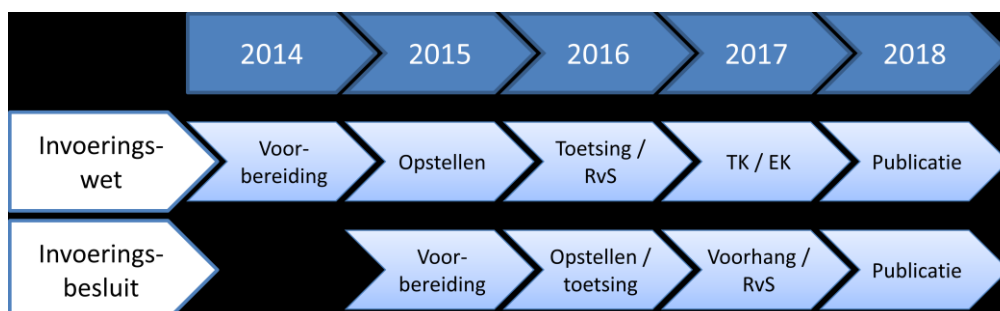 2014 2015 2016 2017 2018
Invoerings-
wet
Voor-
bereiding
Opstellen
Toetsing /
RvS
TK / EK
Publicatie
Invoerings-
besluit
Voor-
bereiding
Opstellen /
toetsing
Voorhang /
RvS
Publicatie